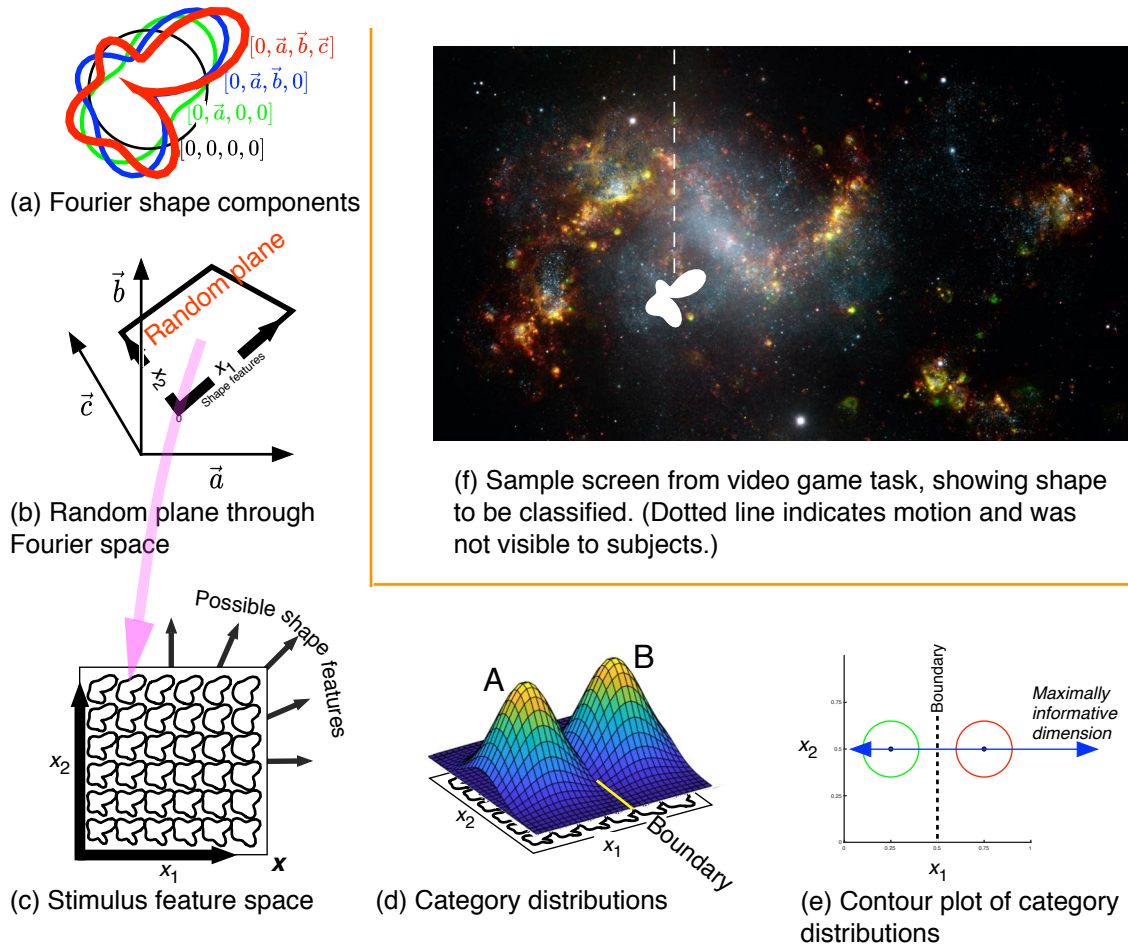 [0, a⃗, b⃗, c⃗]
[0, a⃗, b⃗, 0]
[0, a⃗, 0, 0]
[0, 0, 0, 0]
(a) Fourier shape components
b⃗
Random plane
c⃗
x2
x1
Shape features
0
a⃗
(b) Random plane through
Fourier space
Possible shape features
x2
x1
x
(c) Stimulus feature space
(f) Sample screen from video game task, showing shape
to be classified. (Dotted line indicates motion and was
not visible to subjects.)
A
B
x2
x1
Boundary
(d) Category distributions
Boundary
Maximally
informative
dimension
0.75
x2
0.5
0.25
0
0
0.25
0.5
0.75
1
x1
(e) Contour plot of category
distributions